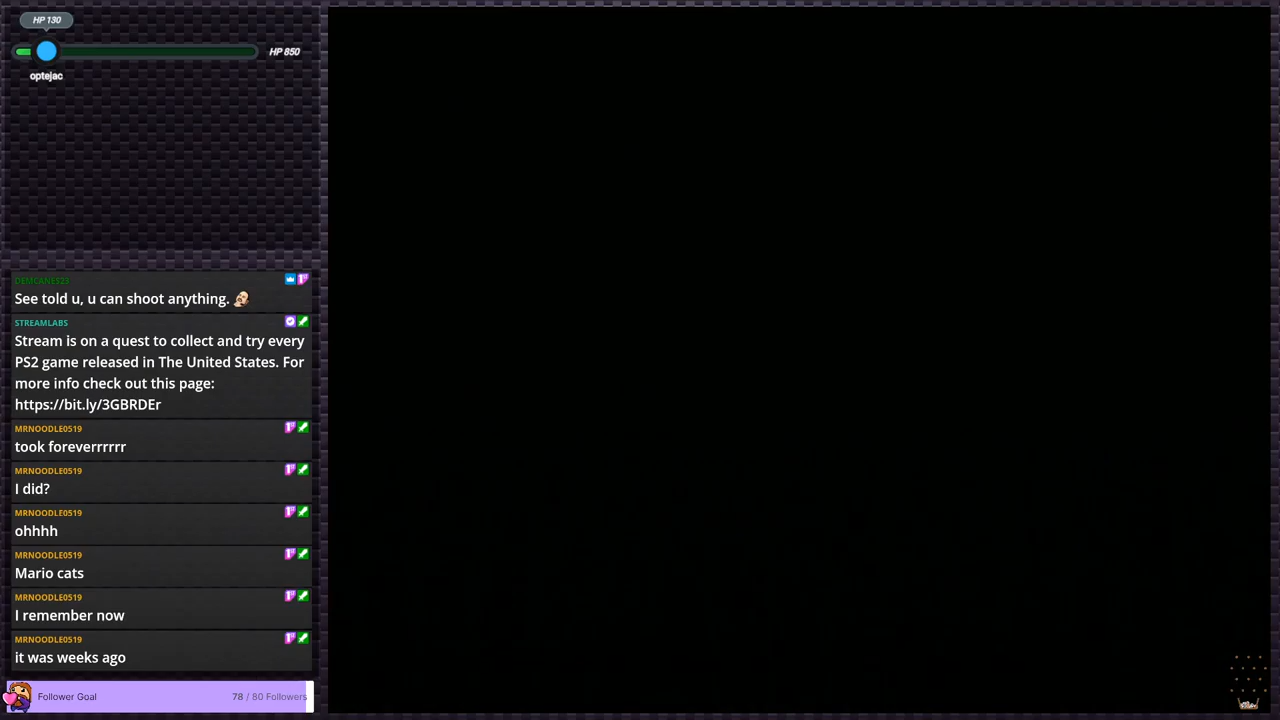 HP 130
HP 850
optejac
DEMCANES23
See told u, u can shoot anything.
STREAMLABS
Stream is on a quest to collect and try every
PS2 game released in The United States. For
more info check out this page:
https://bit.ly/3GBRDEr
MRNOODLE0519
took foreverrrrrr
MRNOODLE0519
I did?
MRNOODLE0519
ohhhh
MRNOODLE0519
Mario cats
MRNOODLE0519
I remember now
MRNOODLE0519
it was weeks ago
Follower Goal
78 / 80 Followers